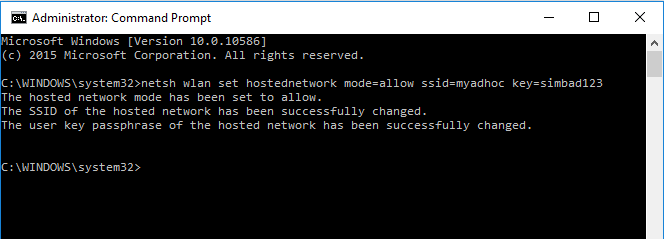 Administrator: Command Prompt
Microsoft Windows [Version 10.0.10586]
(c) 2015 Microsoft Corporation. All rights reserved.
C:\WINDOWS\system32>netsh wlan set hostednetwork mode=allow ssid=myadhoc key=simbad123
The hosted network mode has been set to allow.
The SSID of the hosted network has been successfully changed.
The user key passphrase of the hosted network has been successfully changed.
C:\WINDOWS\system32>